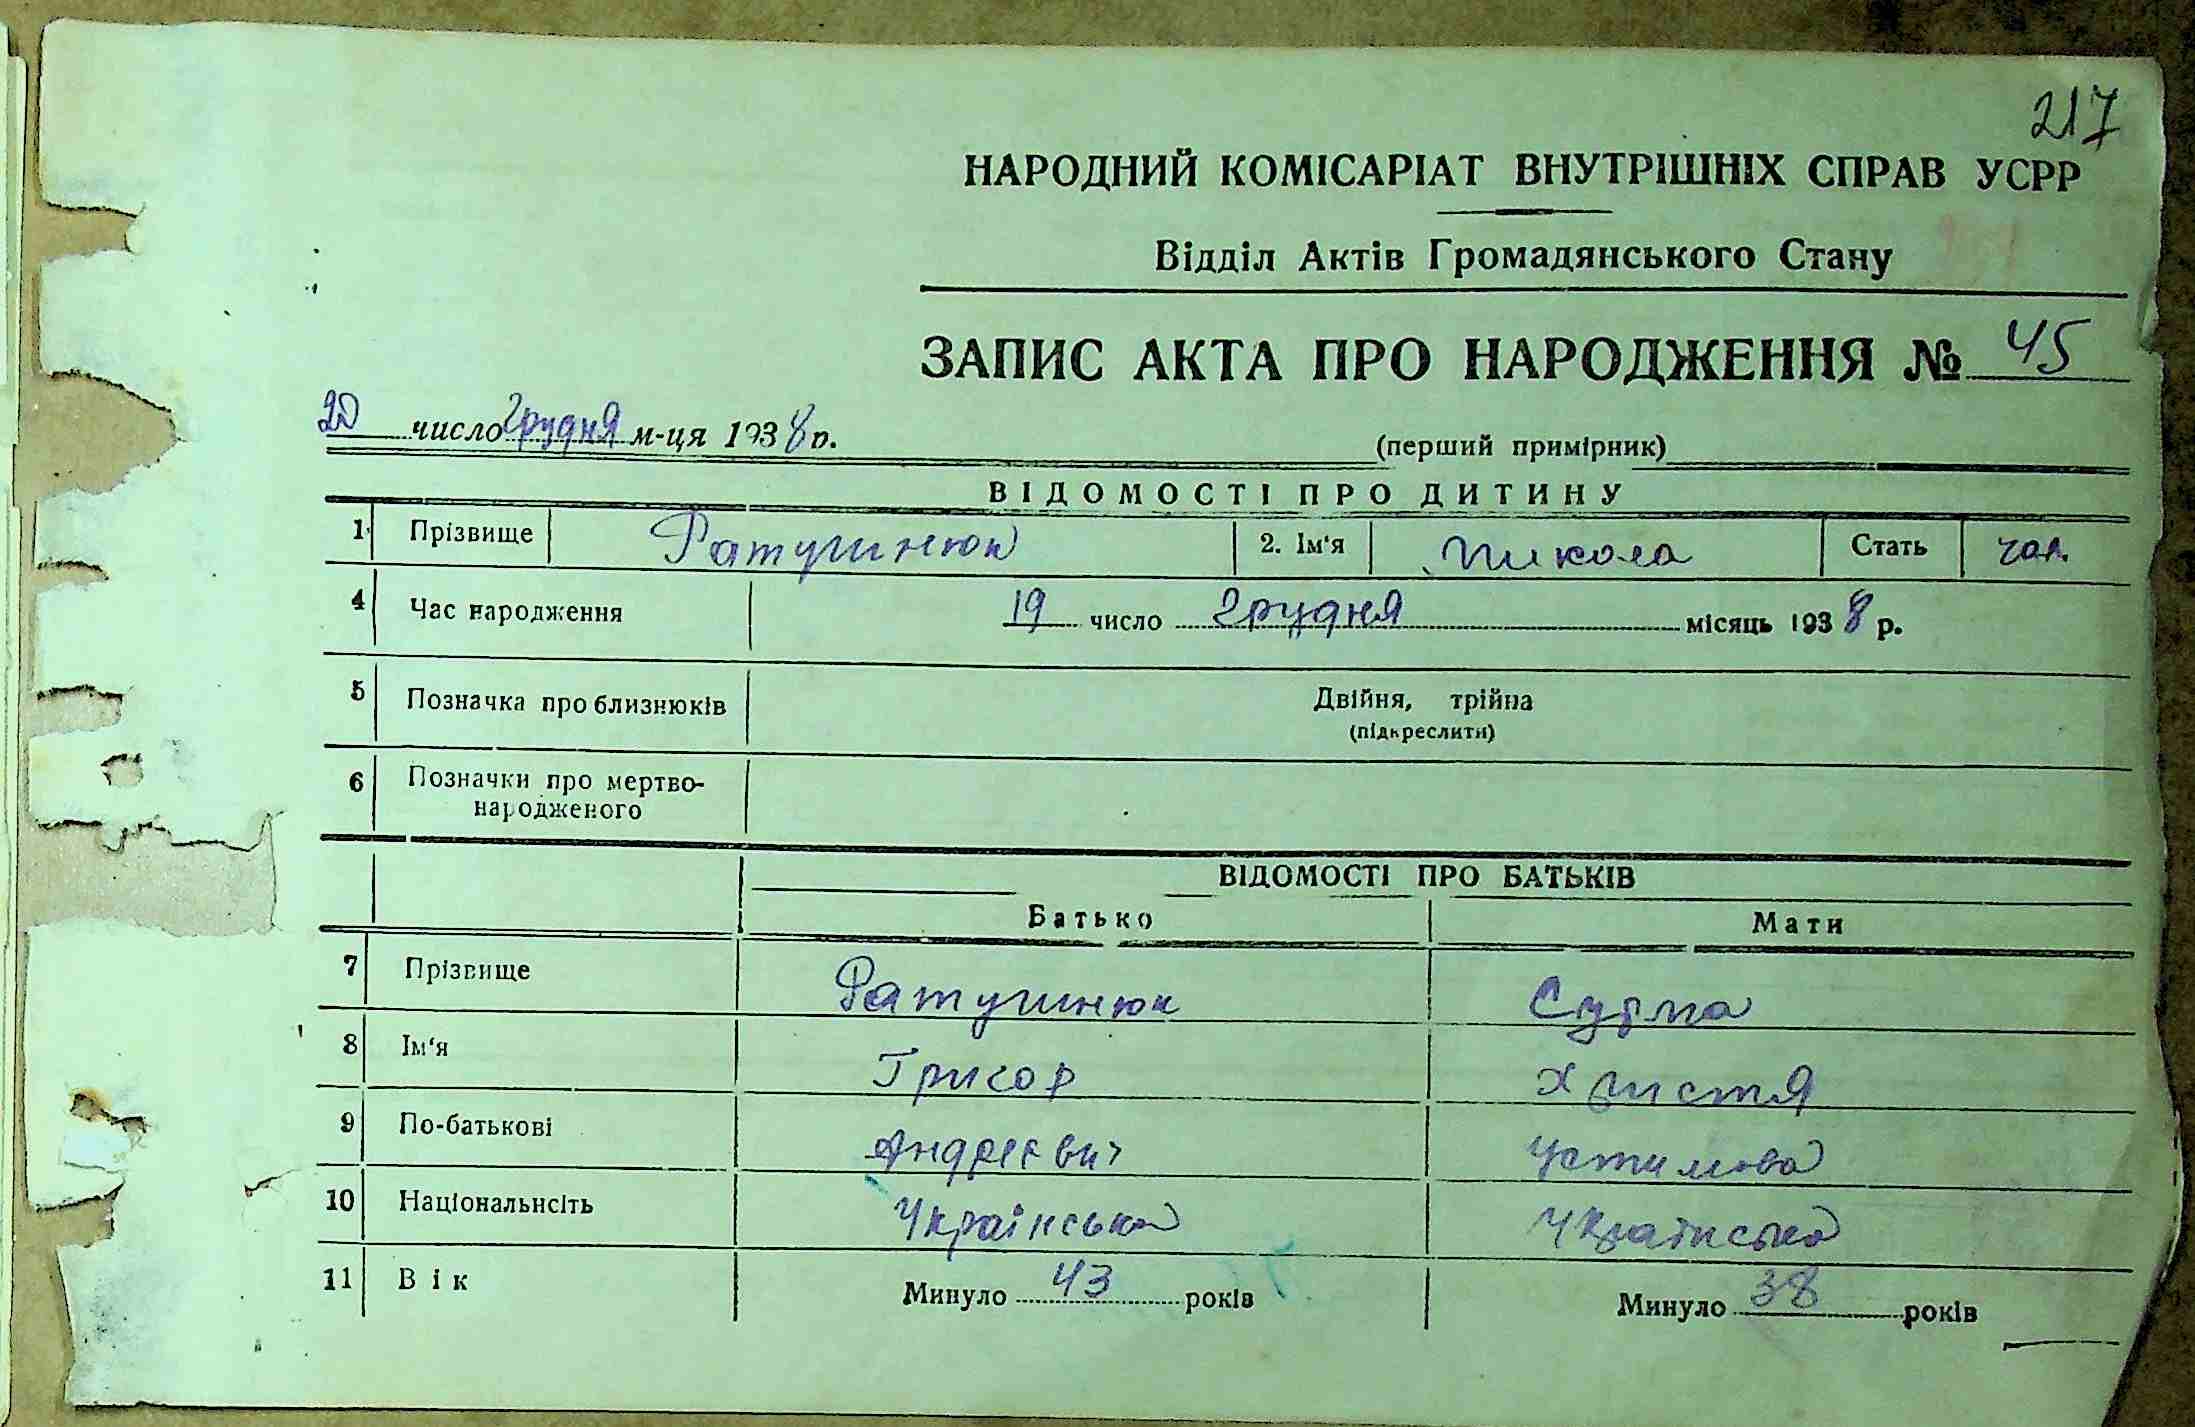 217
НАРОДНИЙ КОМІСАРІАТ ВНУТРІШНІХ СПРАВ УСРР
Відділ Актів Громадянського Стану
ЗАПИС АКТА ПРО НАРОДЖЕННЯ № 45
20 число грудня м-ця 1938 р.
(перший примірник)
ВІДОМОСТІ ПРО ДИТИНУ
1 Прізвище Ратушнюк 2. Ім'я Микола Стать чол.
4 Час народження 19 число грудня місяць 1938 р.
5 Позначка про близнюків Двійня, трійна
(підкреслити)
6 Позначки про мертво-
народженого
ВІДОМОСТІ ПРО БАТЬКІВ
Батько Мати
7 Прізвище Ратушнюк Сурма
8 Ім'я Григор Христя
9 По-батькові Андрієвич Устимова
10 Національнсіть Українська Українська
11 Вік Минуло 43 років Минуло 38 років